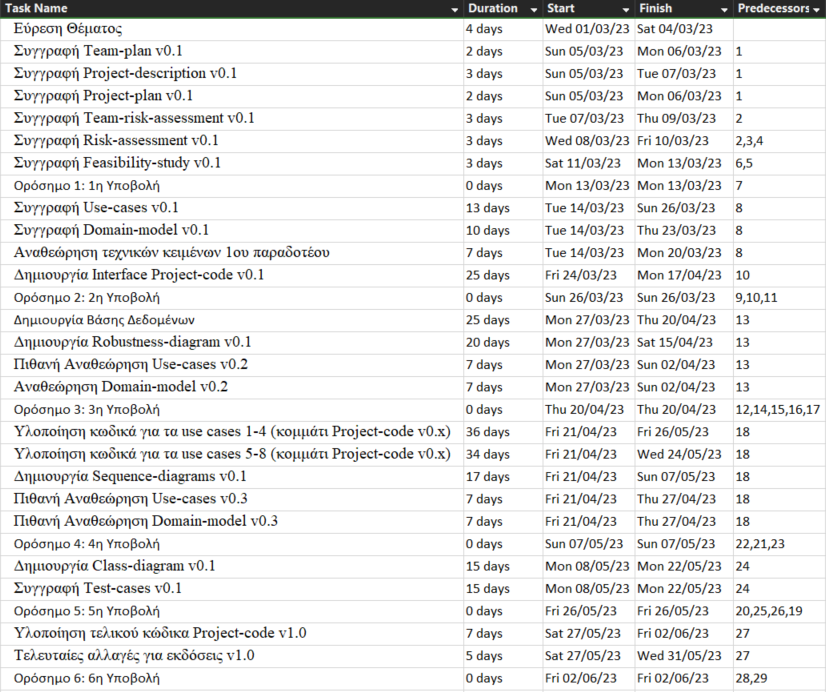 Task Name Duration Start Finish Predecessors
Εύρεση Θέματος 4 days Wed 01/03/23 Sat 04/03/23
Συγγραφή Team-plan v0.1 2 days Sun 05/03/23 Mon 06/03/23 1
Συγγραφή Project-description v0.1 3 days Sun 05/03/23 Tue 07/03/23 1
Συγγραφή Project-plan v0.1 2 days Sun 05/03/23 Mon 06/03/23 1
Συγγραφή Team-risk-assessment v0.1 3 days Tue 07/03/23 Thu 09/03/23 2
Συγγραφή Risk-assessment v0.1 3 days Wed 08/03/23 Fri 10/03/23 2,3,4
Συγγραφή Feasibility-study v0.1 3 days Sat 11/03/23 Mon 13/03/23 6,5
Ορόσημο 1: 1η Υποβολή 0 days Mon 13/03/23 Mon 13/03/23 7
Συγγραφή Use-cases v0.1 13 days Tue 14/03/23 Sun 26/03/23 8
Συγγραφή Domain-model v0.1 10 days Tue 14/03/23 Thu 23/03/23 8
Αναθεώρηση τεχνικών κειμένων 1ου παραδοτέου 7 days Tue 14/03/23 Mon 20/03/23 8
Δημιουργία Interface Project-code v0.1 25 days Fri 24/03/23 Mon 17/04/23 10
Ορόσημο 2: 2η Υποβολή 0 days Sun 26/03/23 Sun 26/03/23 9,10,11
Δημιουργία Βάσης Δεδομένων 25 days Mon 27/03/23 Thu 20/04/23 13
Δημιουργία Robustness-diagram v0.1 20 days Mon 27/03/23 Sat 15/04/23 13
Πιθανή Αναθεώρηση Use-cases v0.2 7 days Mon 27/03/23 Sun 02/04/23 13
Αναθεώρηση Domain-model v0.2 7 days Mon 27/03/23 Sun 02/04/23 13
Ορόσημο 3: 3η Υποβολή 0 days Thu 20/04/23 Thu 20/04/23 12,14,15,16,17
Υλοποίηση κωδικά για τα use cases 1-4 (κομμάτι Project-code v0.x) 36 days Fri 21/04/23 Fri 26/05/23 18
Υλοποίηση κωδικά για τα use cases 5-8 (κομμάτι Project-code v0.x) 34 days Fri 21/04/23 Wed 24/05/23 18
Δημιουργία Sequence-diagrams v0.1 17 days Fri 21/04/23 Sun 07/05/23 18
Πιθανή Αναθεώρηση Use-cases v0.3 7 days Fri 21/04/23 Thu 27/04/23 18
Πιθανή Αναθεώρηση Domain-model v0.3 7 days Fri 21/04/23 Thu 27/04/23 18
Ορόσημο 4: 4η Υποβολή 0 days Sun 07/05/23 Sun 07/05/23 22,21,23
Δημιουργία Class-diagram v0.1 15 days Mon 08/05/23 Mon 22/05/23 24
Συγγραφή Test-cases v0.1 15 days Mon 08/05/23 Mon 22/05/23 24
Ορόσημο 5: 5η Υποβολή 0 days Fri 26/05/23 Fri 26/05/23 20,25,26,19
Υλοποίηση τελικού κώδικα Project-code v1.0 7 days Sat 27/05/23 Fri 02/06/23 27
Τελευταίες αλλαγές για εκδόσεις v1.0 5 days Sat 27/05/23 Wed 31/05/23 27
Ορόσημο 6: 6η Υποβολή 0 days Fri 02/06/23 Fri 02/06/23 28,29